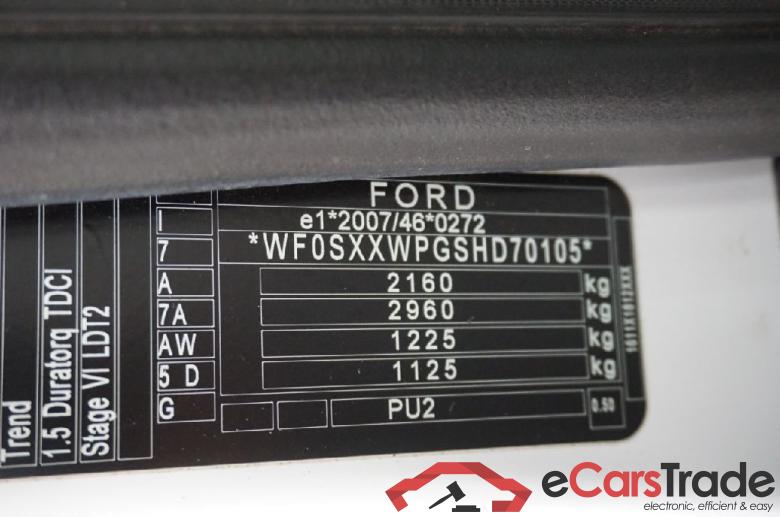 FORD
I e1*2007/46*0272
7 *WF0SXXWPGSHD70105*
A 2160 kg
7A 2960 kg
AW 1225 kg
5 D 1125 kg
G PU2 0.50
Trend
1.5 Duratorq TDCI
Stage VI LDT2
1611X1612XXX
eCarsTrade
electronic, efficient & easy